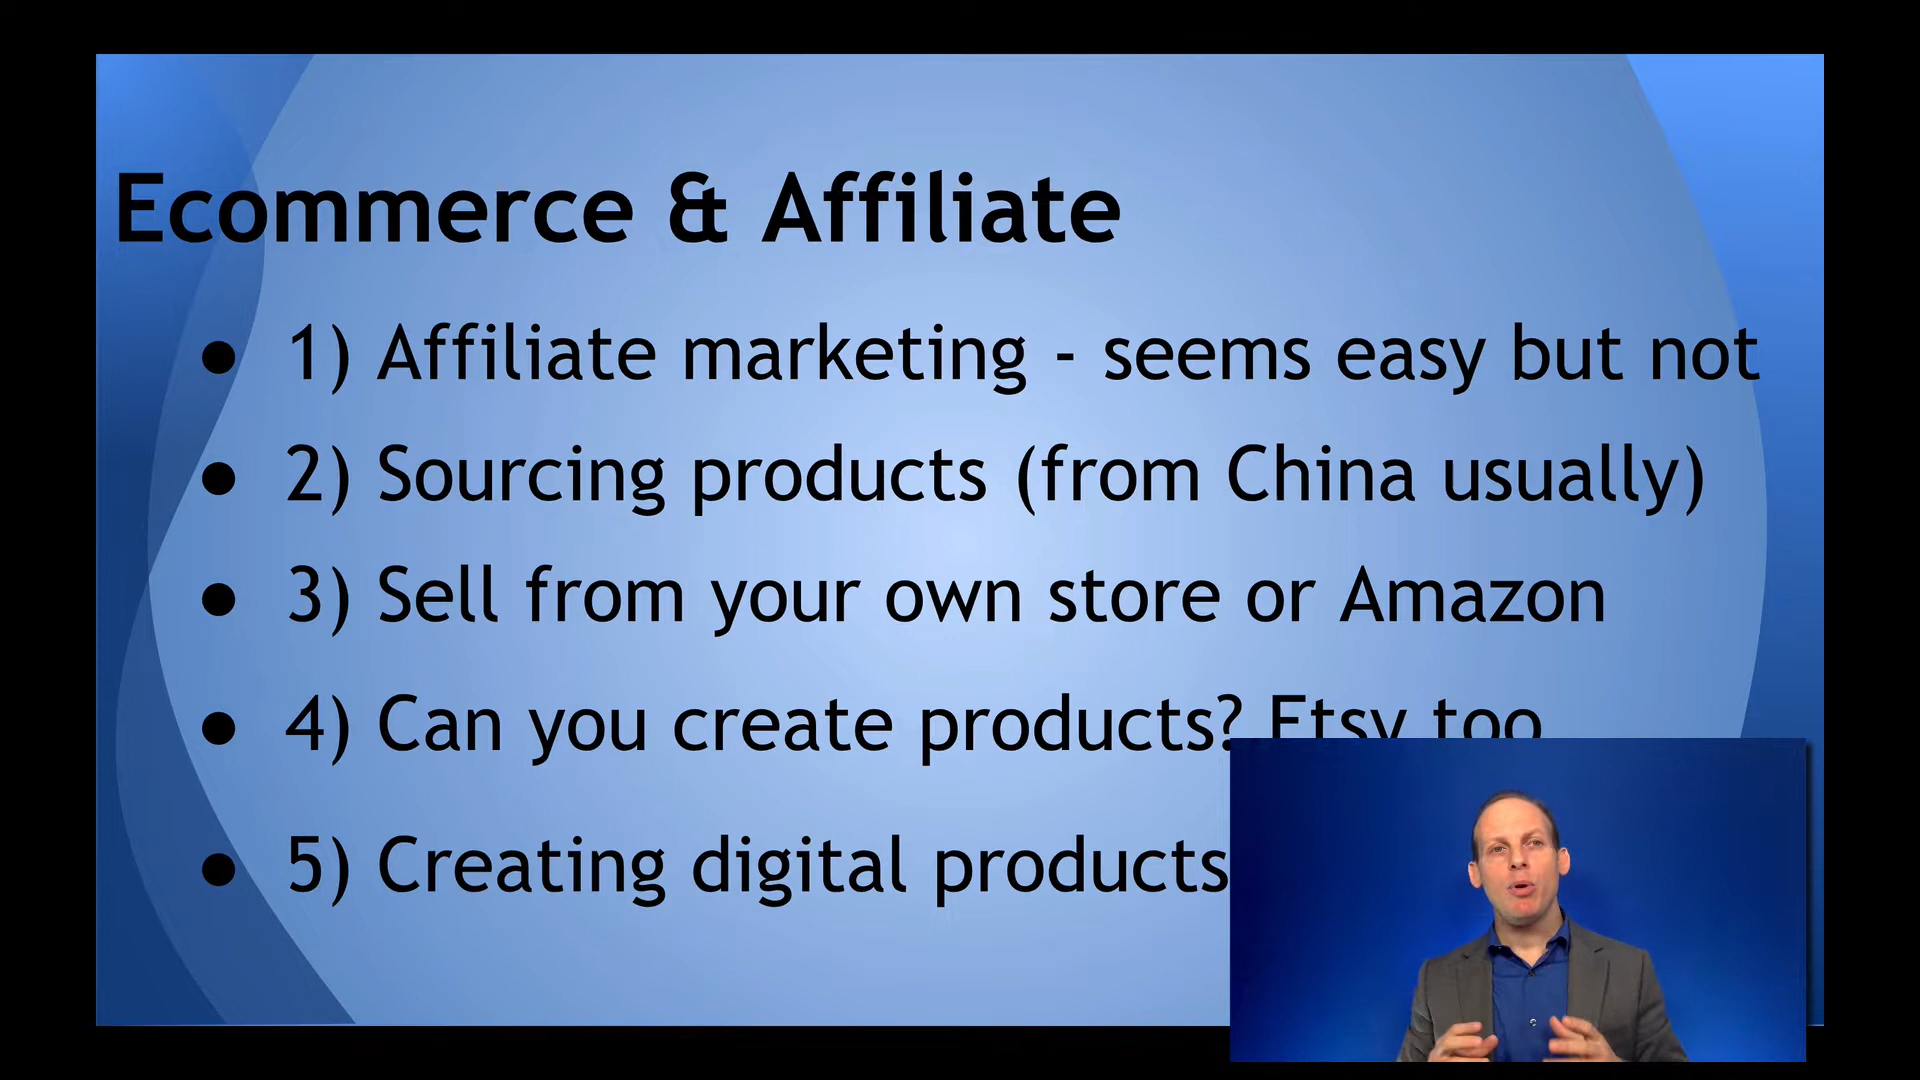 Ecommerce & Affiliate
● 1) Affiliate marketing - seems easy but not
● 2) Sourcing products (from China usually)
● 3) Sell from your own store or Amazon
● 4) Can you create products? Etsy too
● 5) Creating digital products